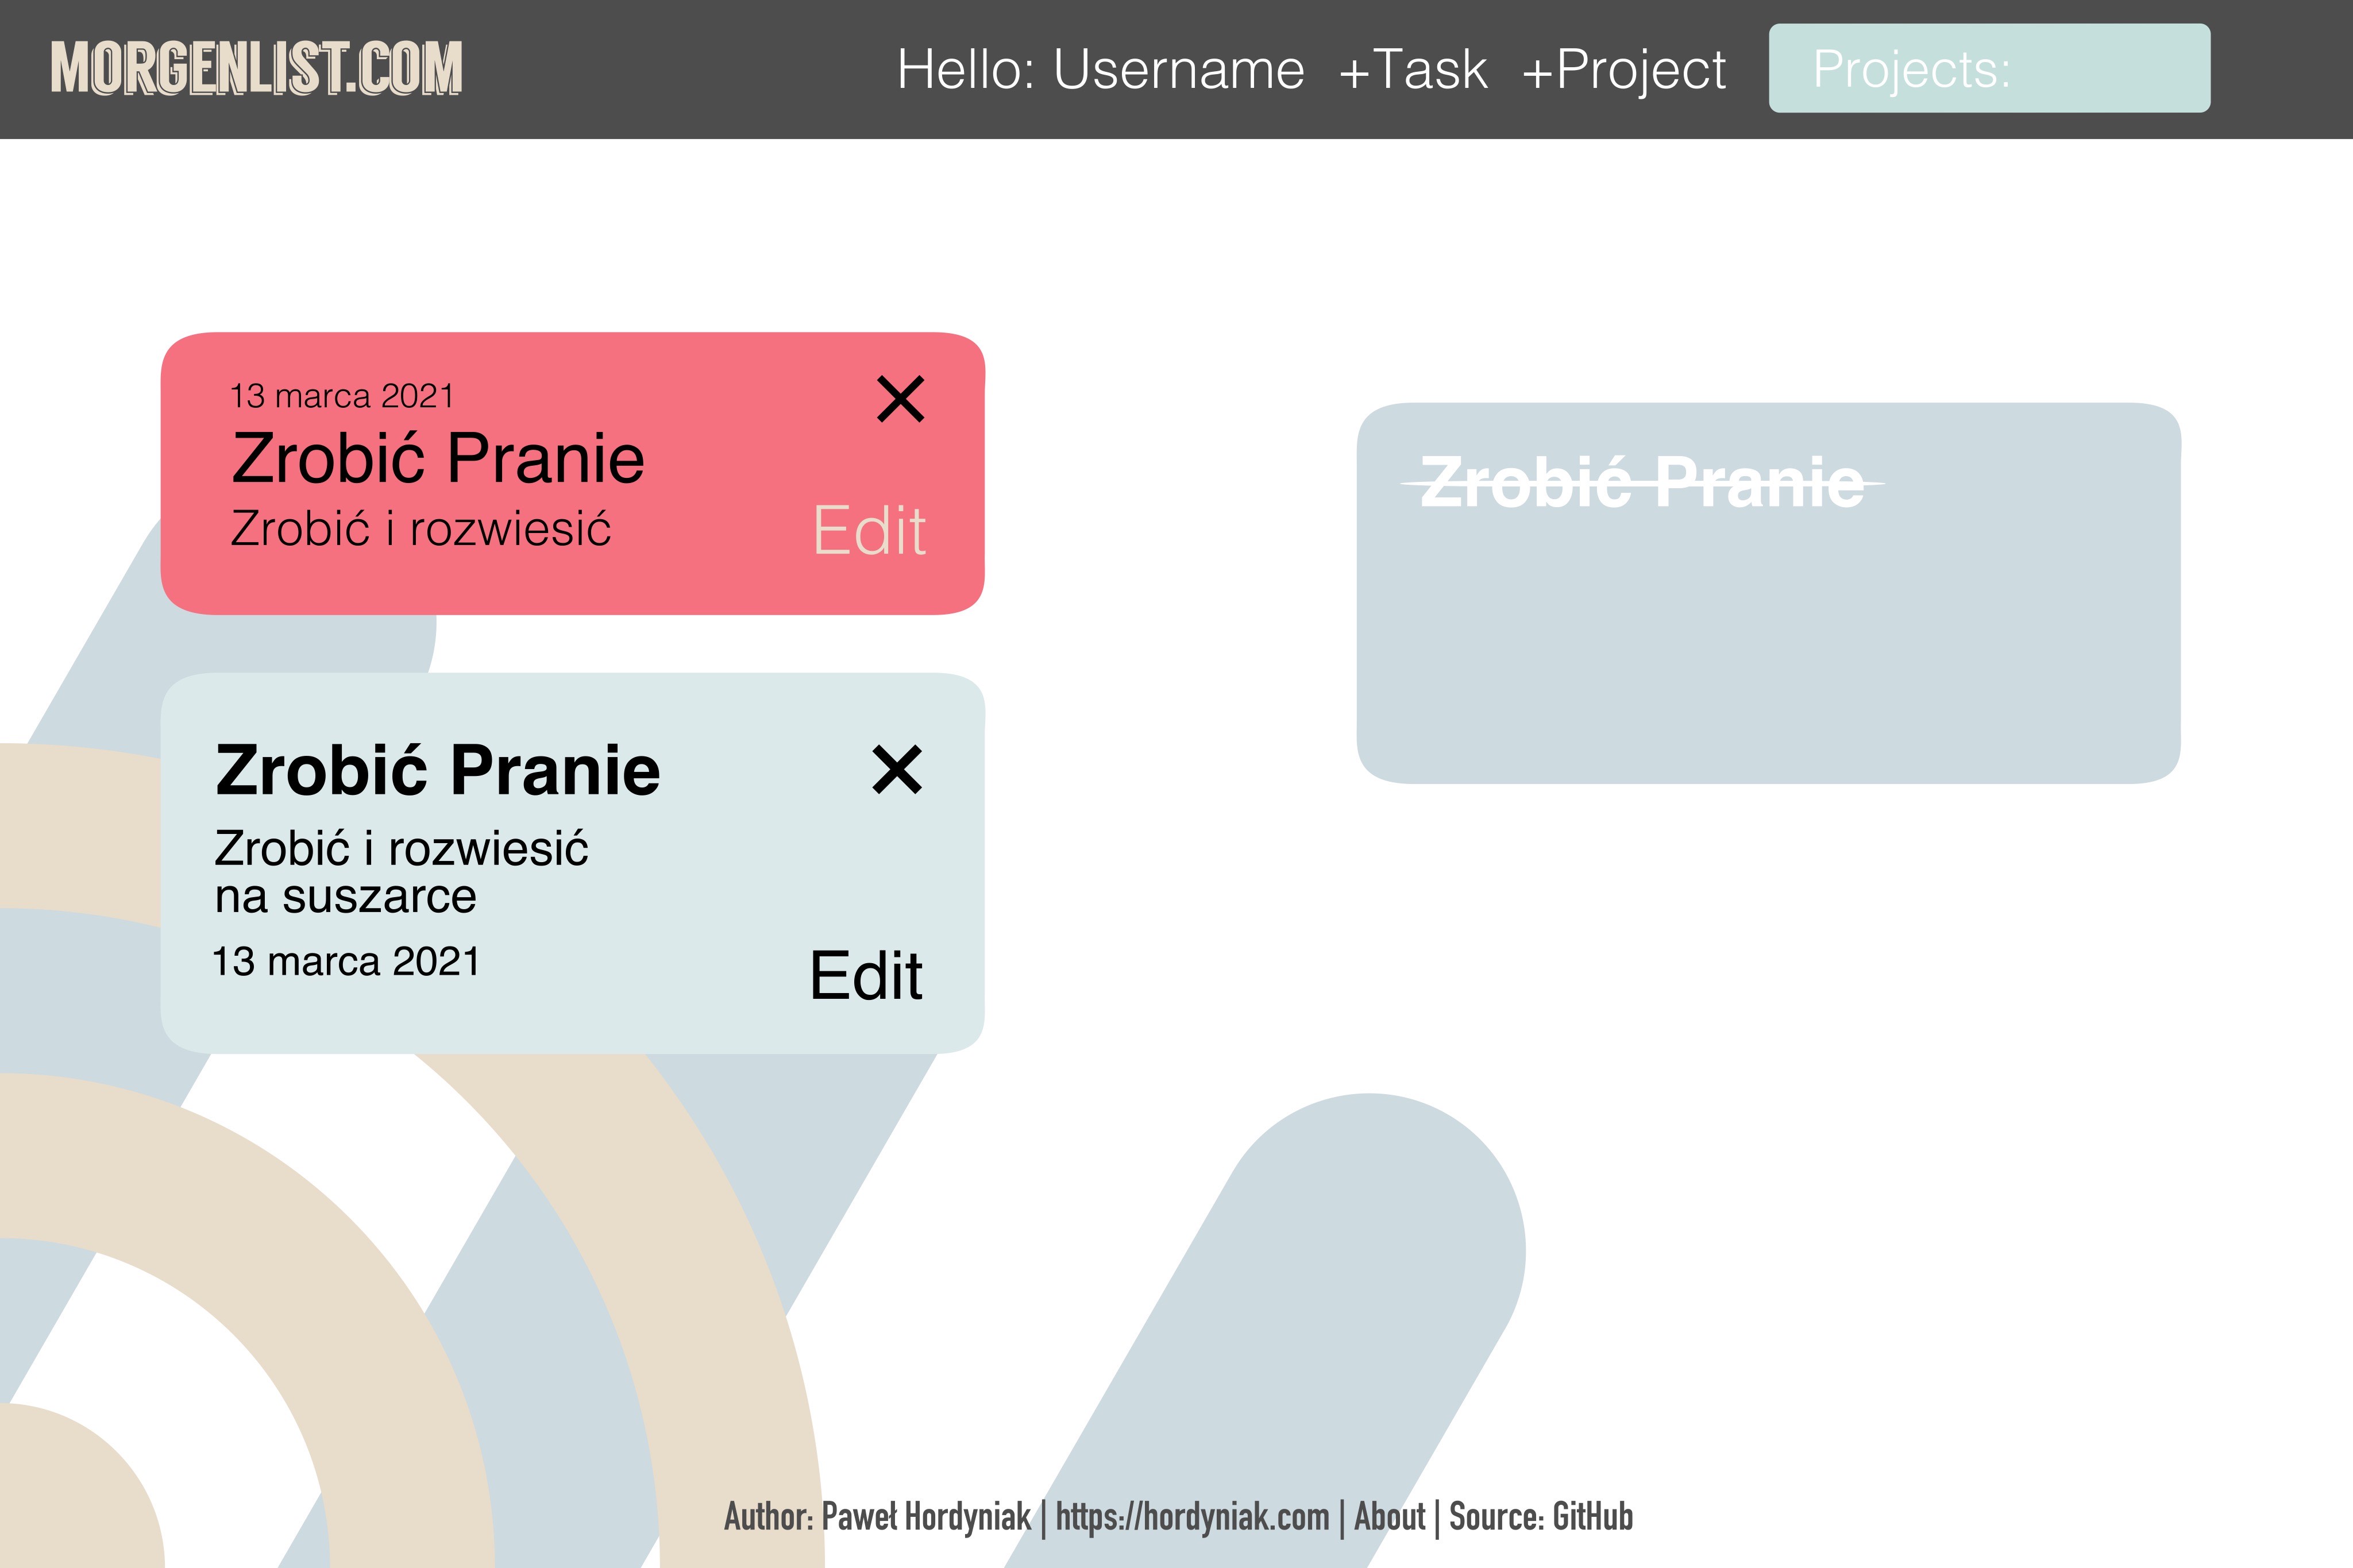 MORGENLIST.COM
Hello: Username +Task +Project Projects:
13 marca 2021
Zrobić Pranie
Zrobić i rozwiesić
Edit
Zrobić Pranie
Zrobić i rozwiesić
na suszarce
13 marca 2021
Edit
Zrobić Pranie
Author: Paweł Hordyniak | https://hordyniak.com | About | Source: GitHub